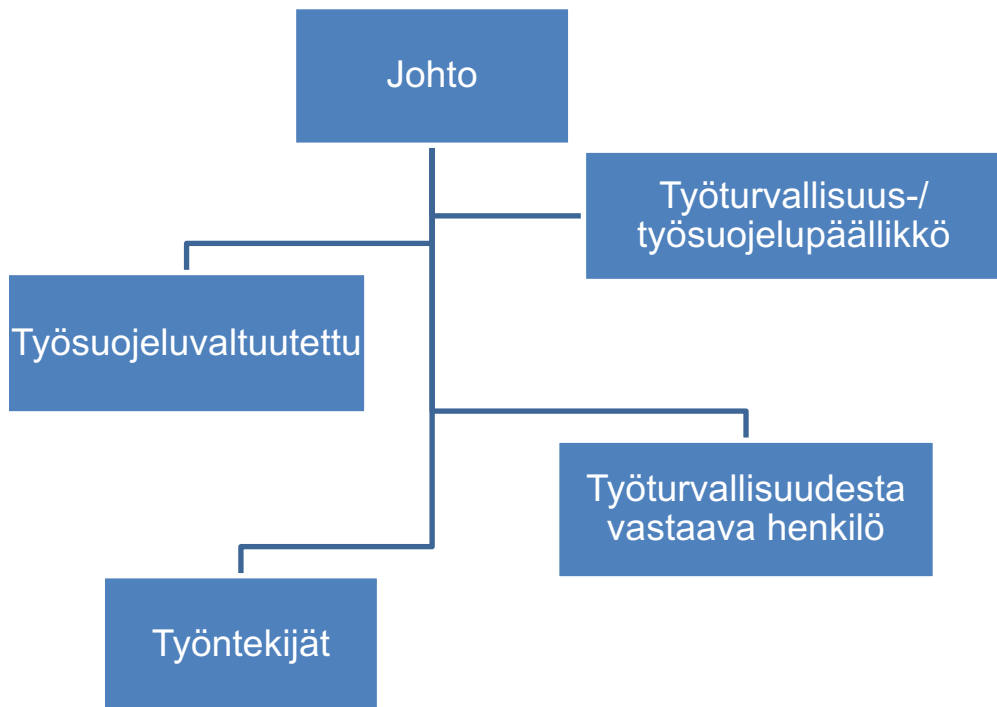 Johto
Työturvallisuus-/
työsuojelupäällikkö
Työsuojeluvaltuutettu
Työturvallisuudesta
vastaava henkilö
Työntekijät